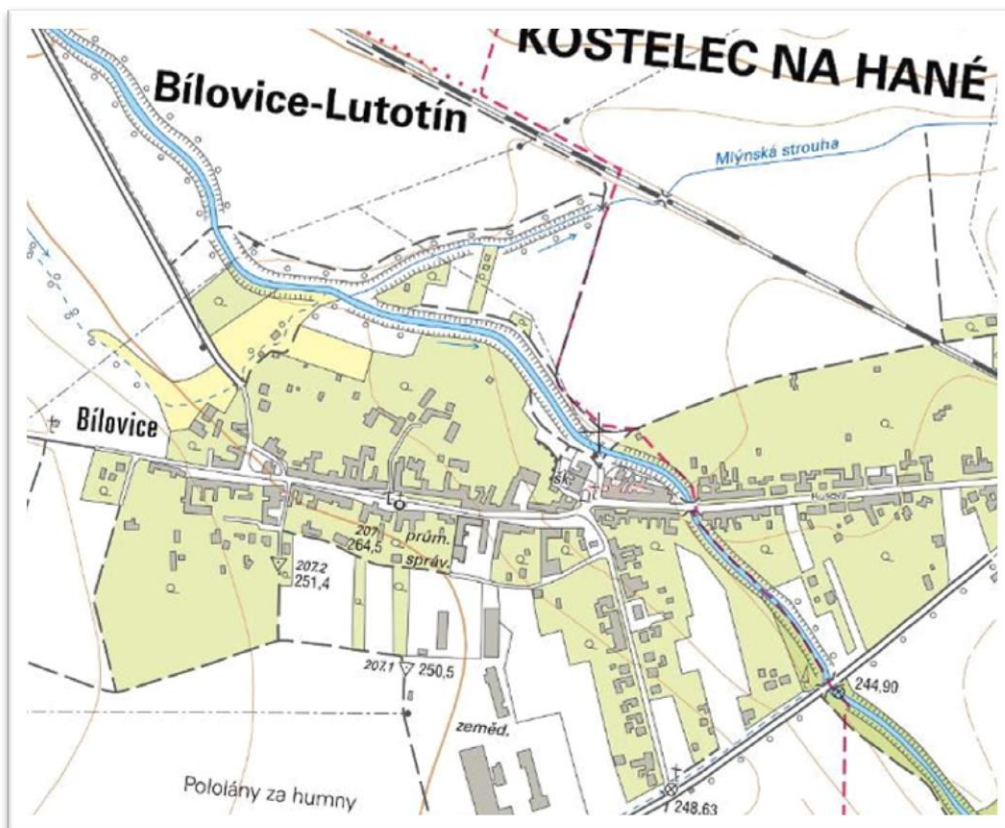 KOSTELEC NA HANÉ
Bílovice-Lutotín
Mlýnská strouha
Bílovice
šk.
207.
264,5
prům.
správ.
207.2
251,4
207.1
250,5
244,90
zeměd.
Pololány za humny
248,63